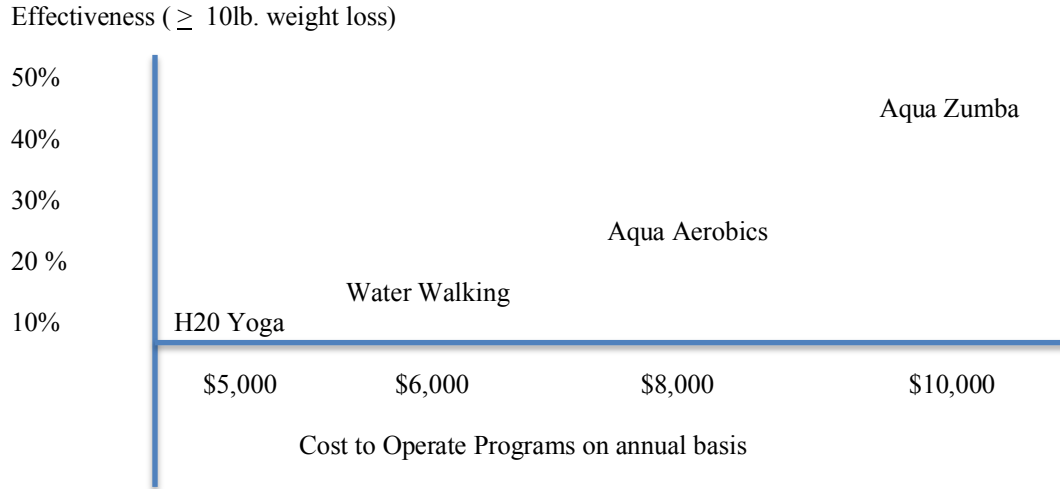 Effectiveness ( ≥ 10lb. weight loss)
50%
Aqua Zumba
40%
30%
Aqua Aerobics
20 %
Water Walking
10%
H20 Yoga
$5,000 $6,000 $8,000 $10,000
Cost to Operate Programs on annual basis